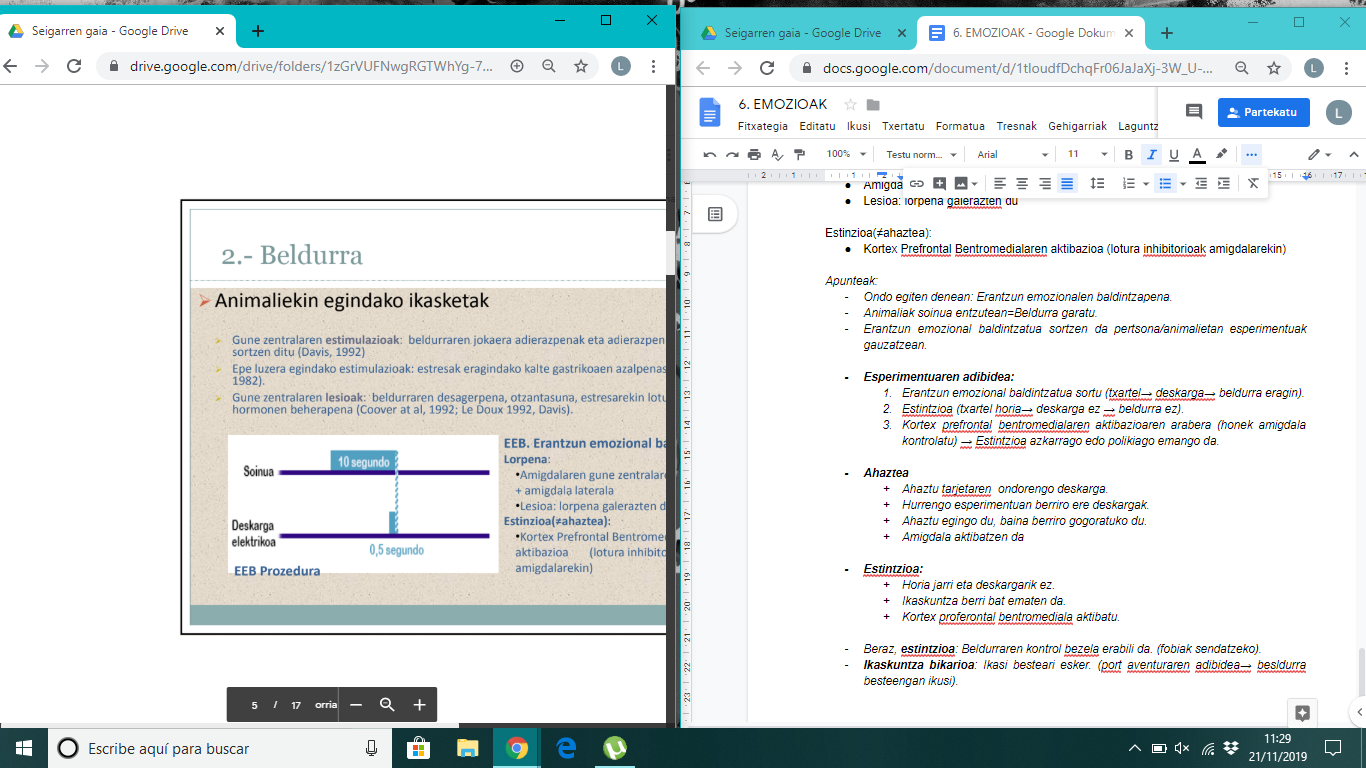 Seigarren gaia - Google Drive
drive.google.com/drive/folders/1zGrVUFNwgRGTWhYg-7...
L
2.- Beldurra
Animaliekin egindako ikasketak
Gune zentralaren estimulazioak: beldurraren jokaera adierazpenak eta adierazpen
sortzen ditu (Davis, 1992)
Epe luzera egindako estimulazioak: estresak eragindako kalte gastrikoaen azalpenas
1982).
Gune zentralaren lesioak: beldurraren desagerpena, otzantasuna, estresarekin lotu
hormonen beherapena (Coover at al, 1992; Le Doux 1992, Davis).
Soinua
10 segundo
Deskarga
elektrikoa
0,5 segundo
EEB Prozedura
EEB. Erantzun emozional ba
Lorpena:
•Amigdalaren gune zentralare
+ amigdala laterala
•Lesioa: lorpena galerazten d
Estinzioa(≠ahaztea):
•Kortex Prefrontal Bentromed
aktibazioa (lotura inhibito
amigdalarekin)
5 / 17 orria
Seigarren gaia - Google Drive
6. EMOZIOAK - Google Dokum
docs.google.com/document/d/1tIoudfDchqFr06JaJaXj-3W_U-...
L
6. EMOZIOAK
Fitxategia Editatu Ikusi Txertatu Formatua Tresnak Gehigarriak Laguntz
Partekatu
L
100% Testu norm... Arial 11 B I U A
● Amigda
● Lesioa: lorpena galerazten du
Estinzioa(≠ahaztea):
● Kortex Prefrontal Bentromedialaren aktibazioa (lotura inhibitorioak amigdalarekin)
Apunteak:
- Ondo egiten denean: Erantzun emozionalen baldintzapena.
- Animaliak soinua entzutean=Beldurra garatu.
- Erantzun emozional baldintzatua sortzen da pertsona/animalietan esperimentuak
gauzatzean.
- Esperimentuaren adibidea:
1. Erantzun emozional baldintzatua sortu (txartel→ deskarga→ beldurra eragin).
2. Estintzioa (txartel horia→ deskarga ez → beldurra ez).
3. Kortex prefrontal bentromedialaren aktibazioaren arabera (honek amigdala
kontrolatu) → Estintzioa azkarrago edo polikiago emango da.
- Ahaztea
+ Ahaztu tarjetaren ondorengo deskarga.
+ Hurrengo esperimentuan berriro ere deskargak.
+ Ahaztu egingo du, baina berriro gogoratuko du.
+ Amigdala aktibatzen da
- Estintzioa:
+ Horia jarri eta deskargarik ez.
+ Ikaskuntza berri bat ematen da.
+ Kortex proferontal bentromediala aktibatu.
- Beraz, estintzioa: Beldurraren kontrol bezela erabili da. (fobiak sendatzeko).
- Ikaskuntza bikarioa: Ikasi besteari esker. (port aventuraren adibidea→ besldurra
besteengan ikusi).
Escribe aquí para buscar
11:29
21/11/2019